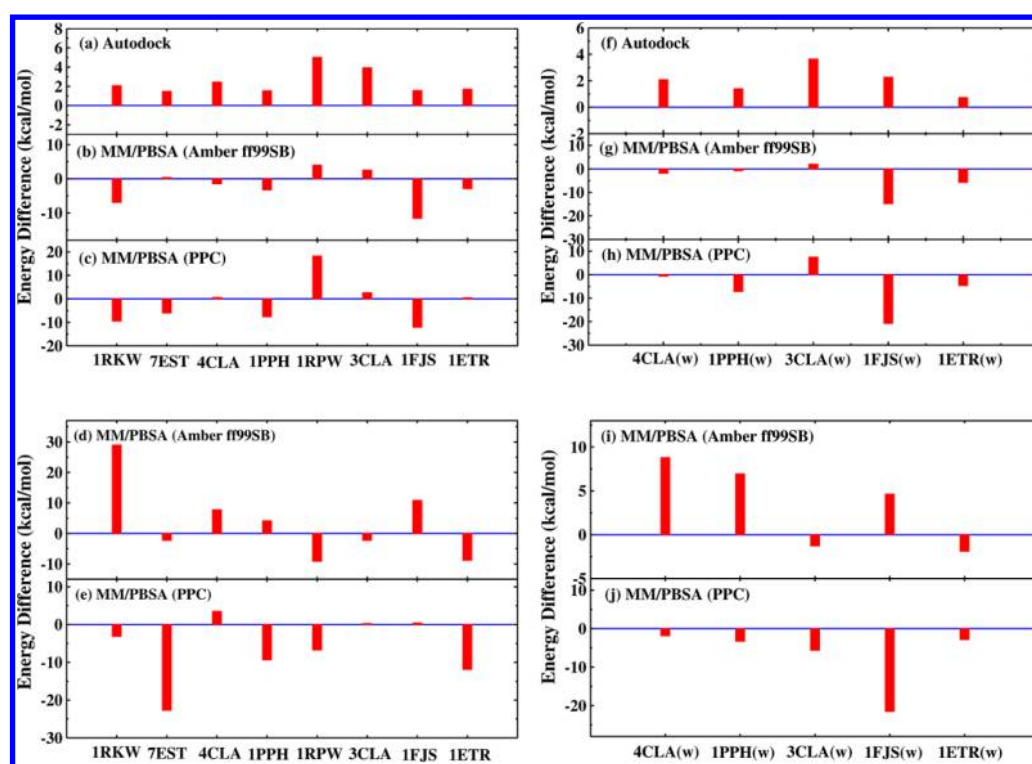 (a) Autodock
8
6
4
2
0
-2
(b) MM/PBSA (Amber ff99SB)
10
0
-10
(c) MM/PBSA (PPC)
20
10
0
-10
-20
Energy Difference (kcal/mol)
1RKW 7EST 4CLA 1PPH 1RPW 3CLA 1FJS 1ETR
(f) Autodock
6
4
2
0
-2
(g) MM/PBSA (Amber ff99SB)
10
0
-10
-20
-30
(h) MM/PBSA (PPC)
10
0
-10
-20
-30
Energy Difference (kcal/mol)
4CLA(w) 1PPH(w) 3CLA(w) 1FJS(w) 1ETR(w)
(d) MM/PBSA (Amber ff99SB)
30
20
10
0
-10
(e) MM/PBSA (PPC)
10
0
-10
-20
-30
Energy Difference (kcal/mol)
1RKW 7EST 4CLA 1PPH 1RPW 3CLA 1FJS 1ETR
(i) MM/PBSA (Amber ff99SB)
10
5
0
-5
(j) MM/PBSA (PPC)
10
0
-10
-20
Energy Difference (kcal/mol)
4CLA(w) 1PPH(w) 3CLA(w) 1FJS(w) 1ETR(w)